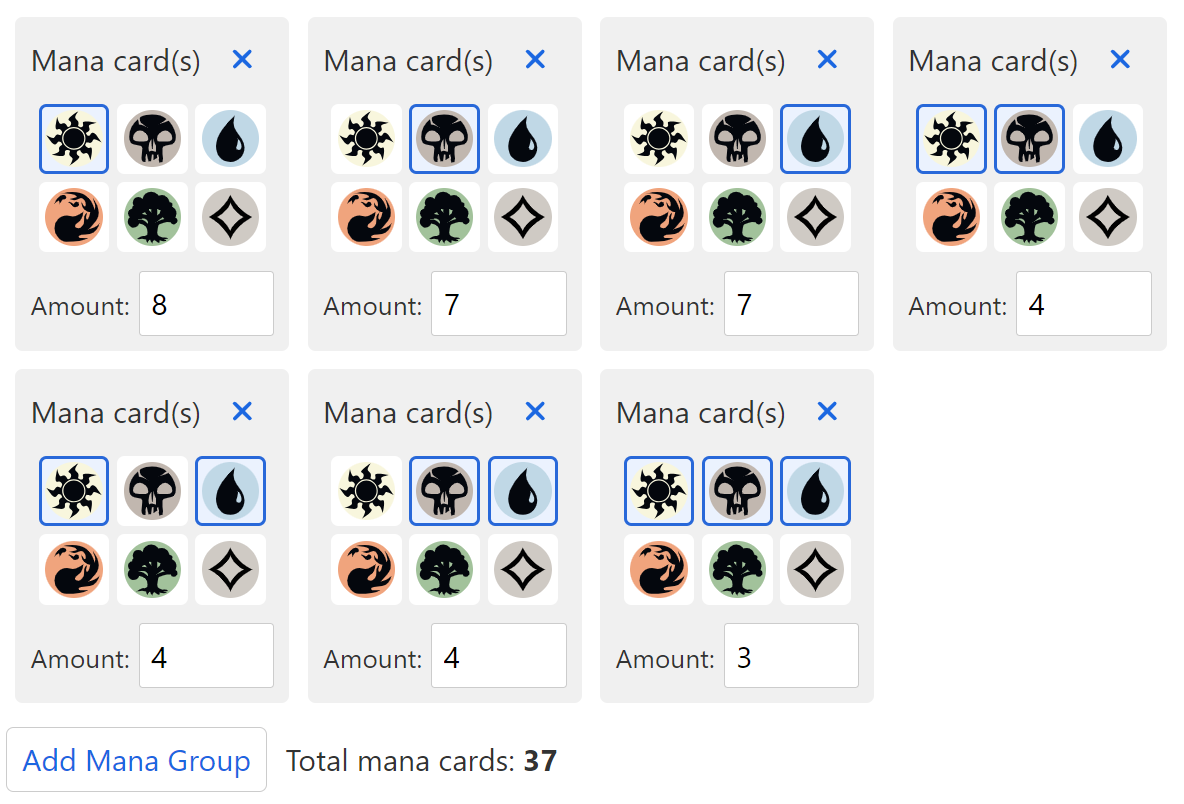 Mana card(s) ✕ Mana card(s) ✕ Mana card(s) ✕ Mana card(s) ✕
Amount: 8 Amount: 7 Amount: 7 Amount: 4
Mana card(s) ✕ Mana card(s) ✕ Mana card(s) ✕
Amount: 4 Amount: 4 Amount: 3
Add Mana Group Total mana cards: 37